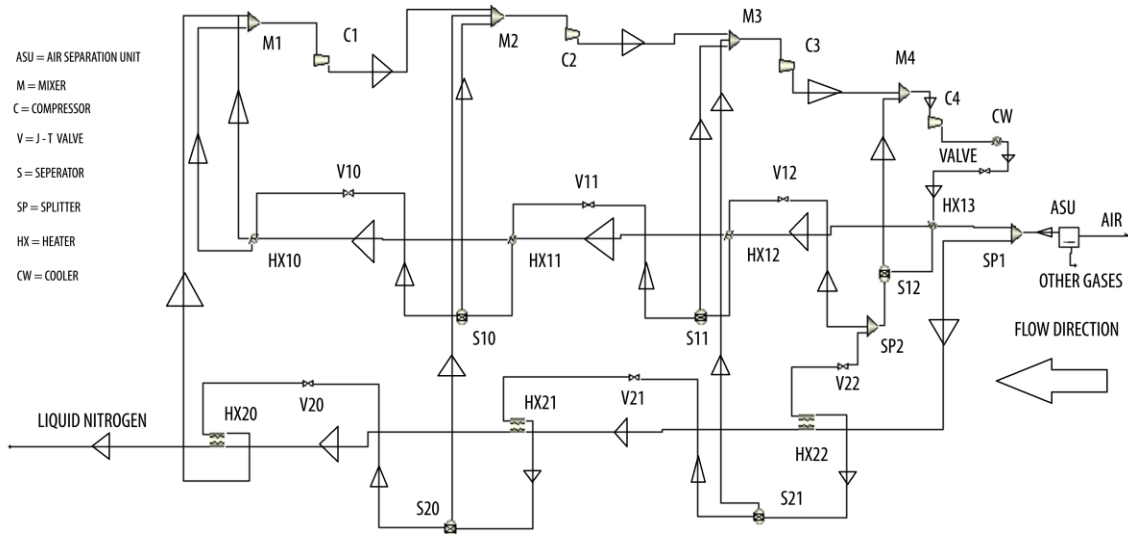 ASU = AIR SEPARATION UNIT
M = MIXER
C = COMPRESSOR
V = J - T VALVE
S = SEPERATOR
SP = SPLITTER
HX = HEATER
CW = COOLER
M1
C1
M2
C2
M3
C3
M4
C4
CW
VALVE
V10
V11
V12
HX13
ASU
AIR
HX10
HX11
HX12
SP1
S12
OTHER GASES
S10
S11
SP2
FLOW DIRECTION
V22
LIQUID NITROGEN
HX20
V20
HX21
V21
HX22
S20
S21